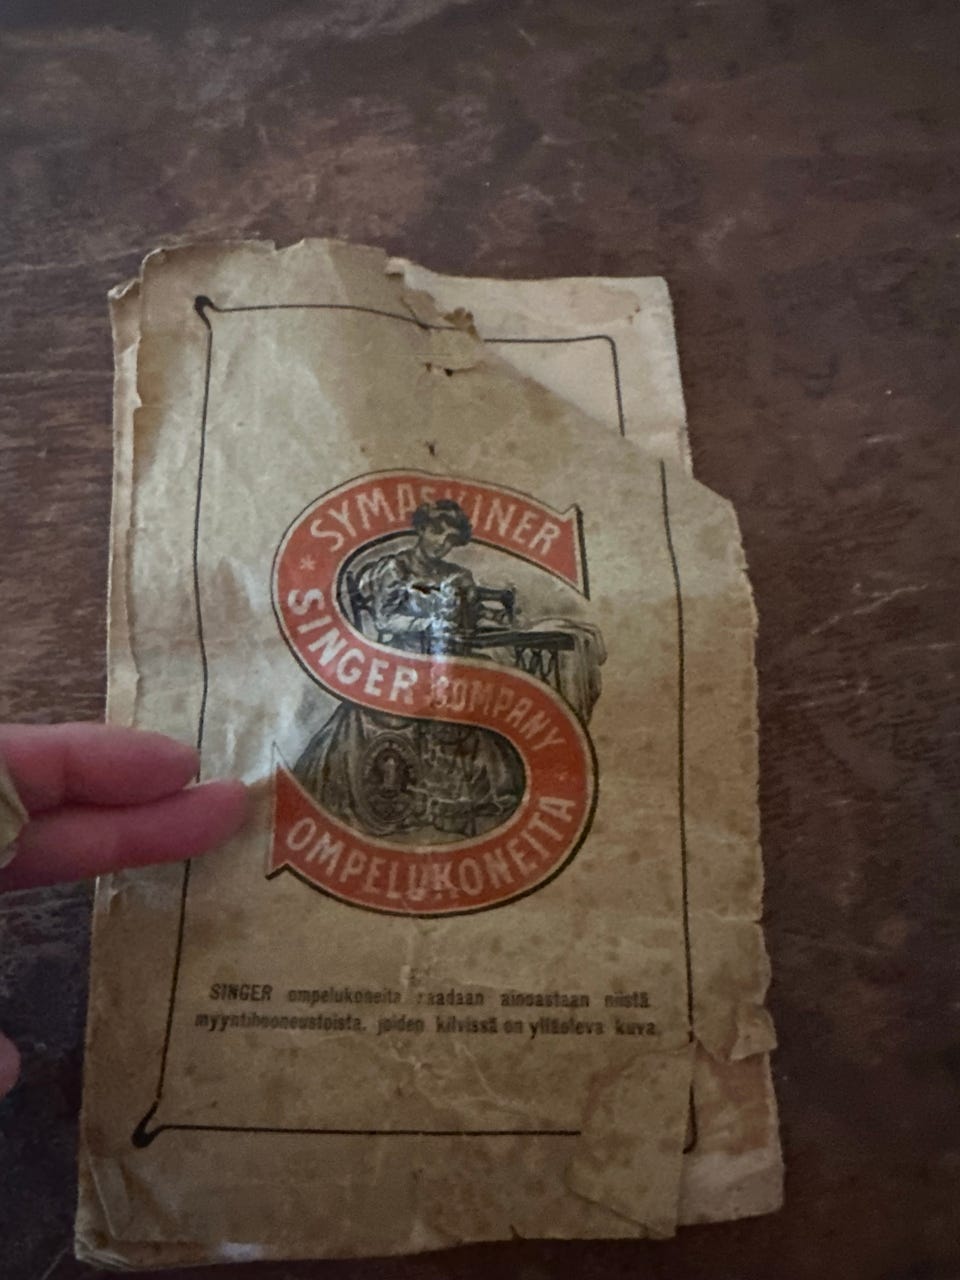 SYMASKINER
* SINGER COMPANY
OMPELUKONEITA
SINGER ompelukoneita saadaan ainoastaan niistä
myyntihuoneustoista, joiden kilvissä on ylläoleva kuva.